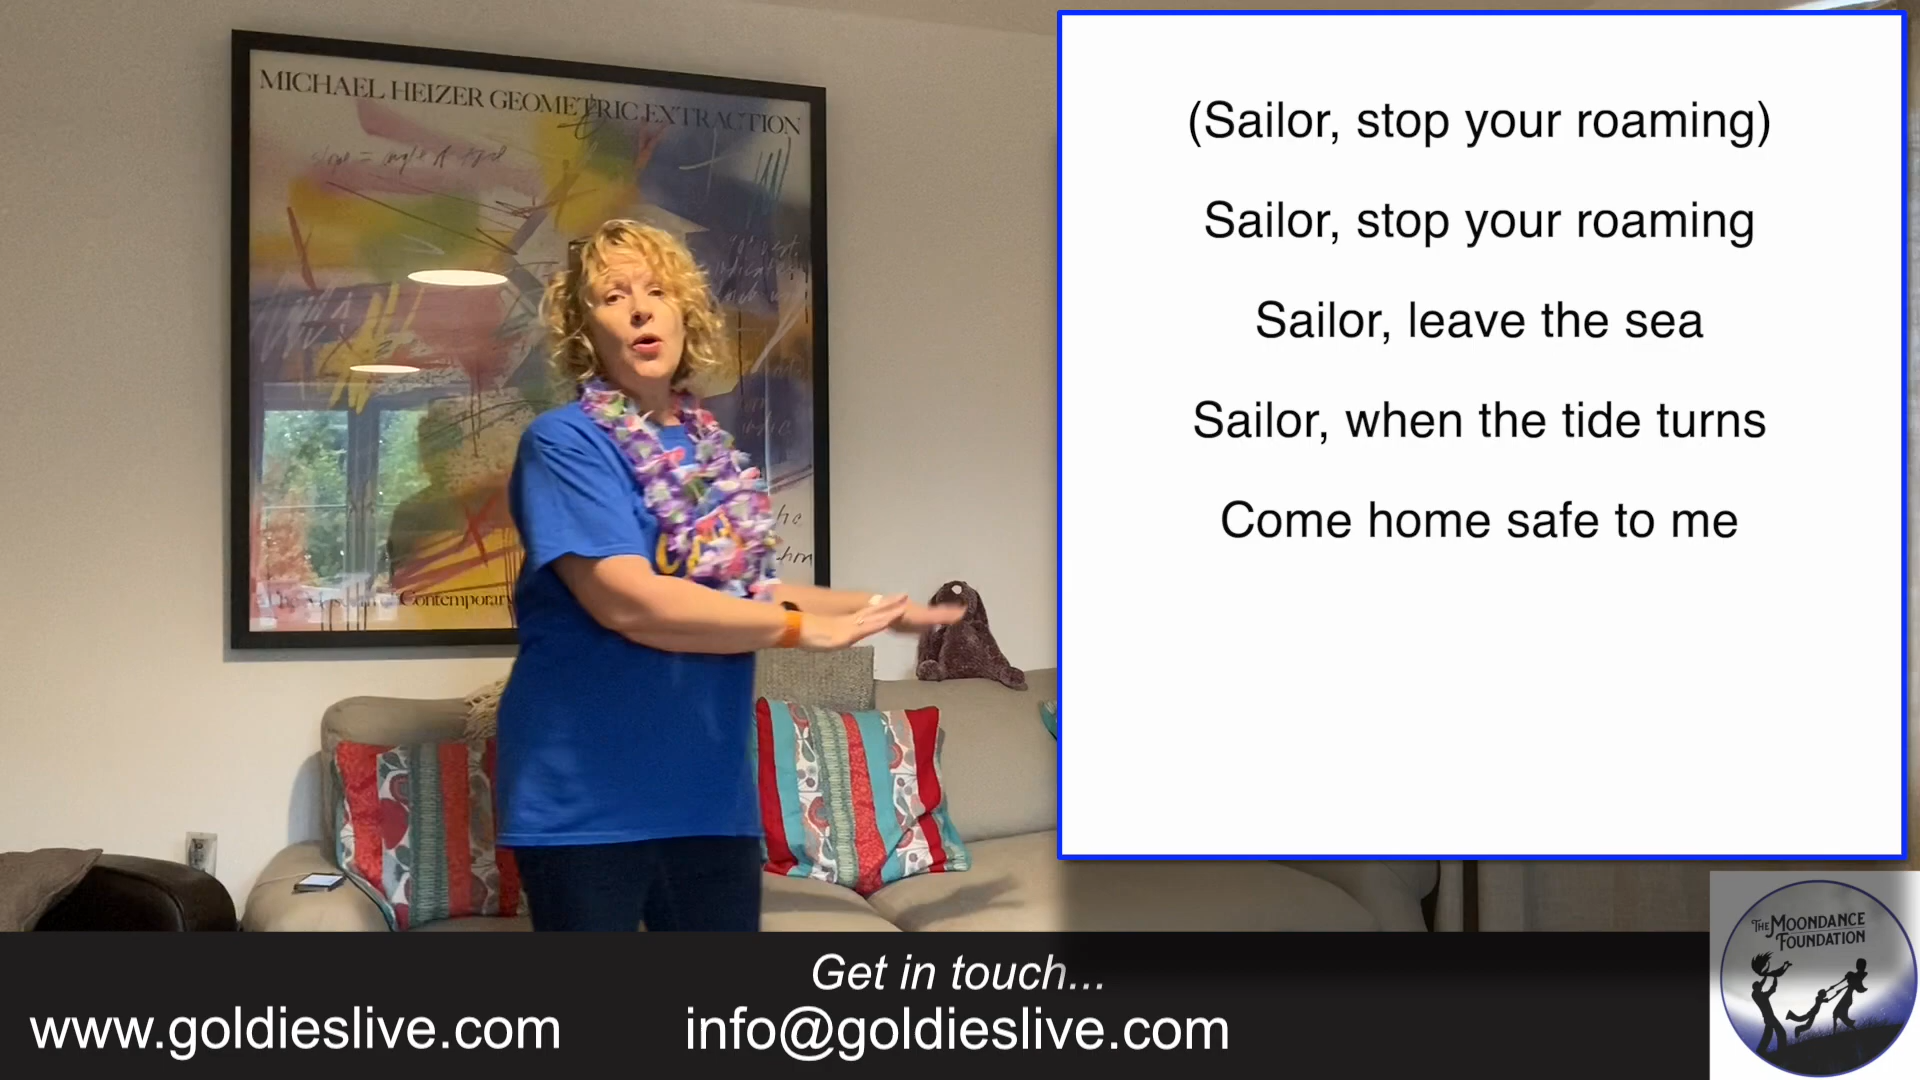 MICHAEL HEIZER GEOMETRIC EXTRACTION
(Sailor, stop your roaming)
Sailor, stop your roaming
Sailor, leave the sea
Sailor, when the tide turns
Come home safe to me
Contemporary
Get in touch...
www.goldieslive.com
info@goldieslive.com
THE MOONDANCE
FOUNDATION